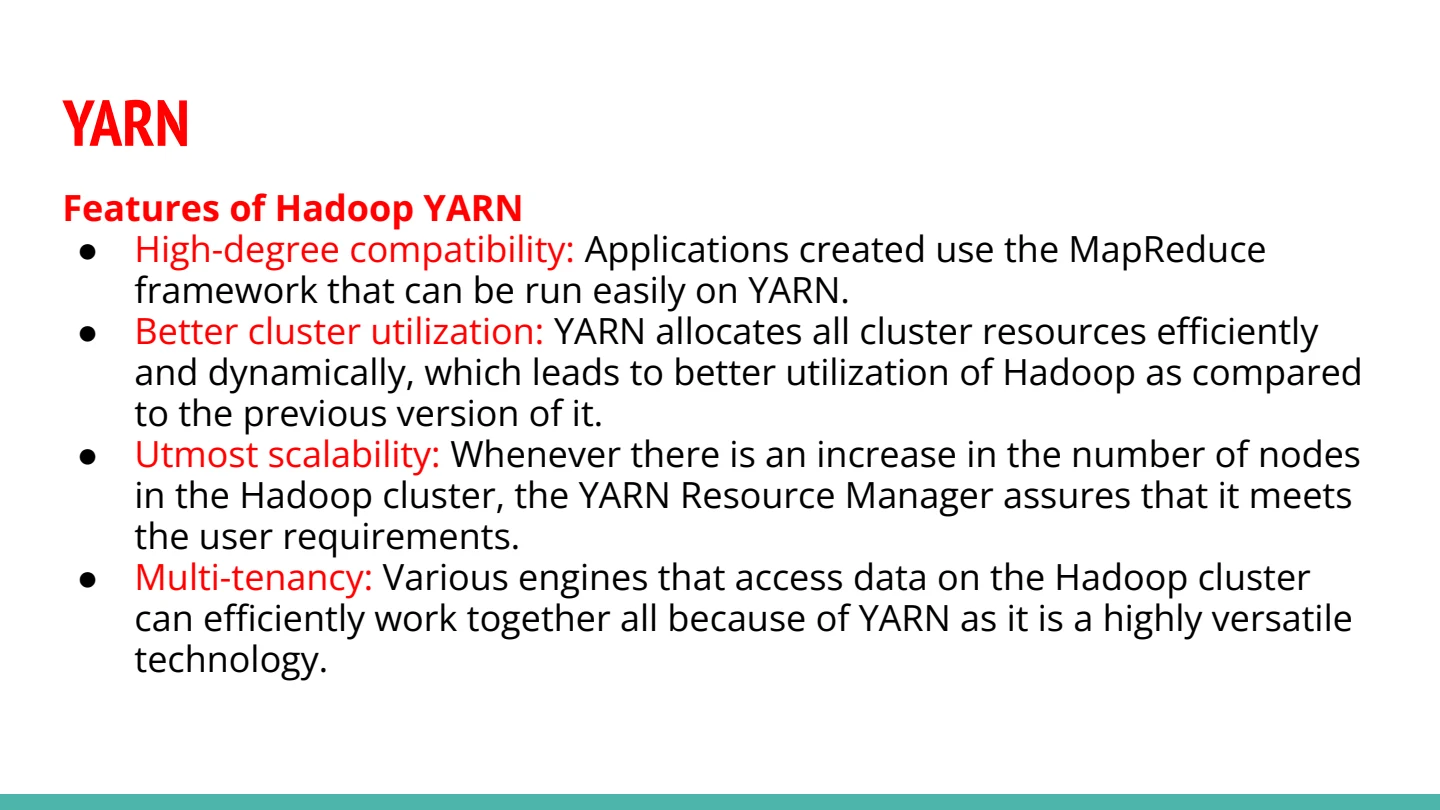 YARN
Features of Hadoop YARN
● High-degree compatibility: Applications created use the MapReduce
framework that can be run easily on YARN.
● Better cluster utilization: YARN allocates all cluster resources efficiently
and dynamically, which leads to better utilization of Hadoop as compared
to the previous version of it.
● Utmost scalability: Whenever there is an increase in the number of nodes
in the Hadoop cluster, the YARN Resource Manager assures that it meets
the user requirements.
● Multi-tenancy: Various engines that access data on the Hadoop cluster
can efficiently work together all because of YARN as it is a highly versatile
technology.